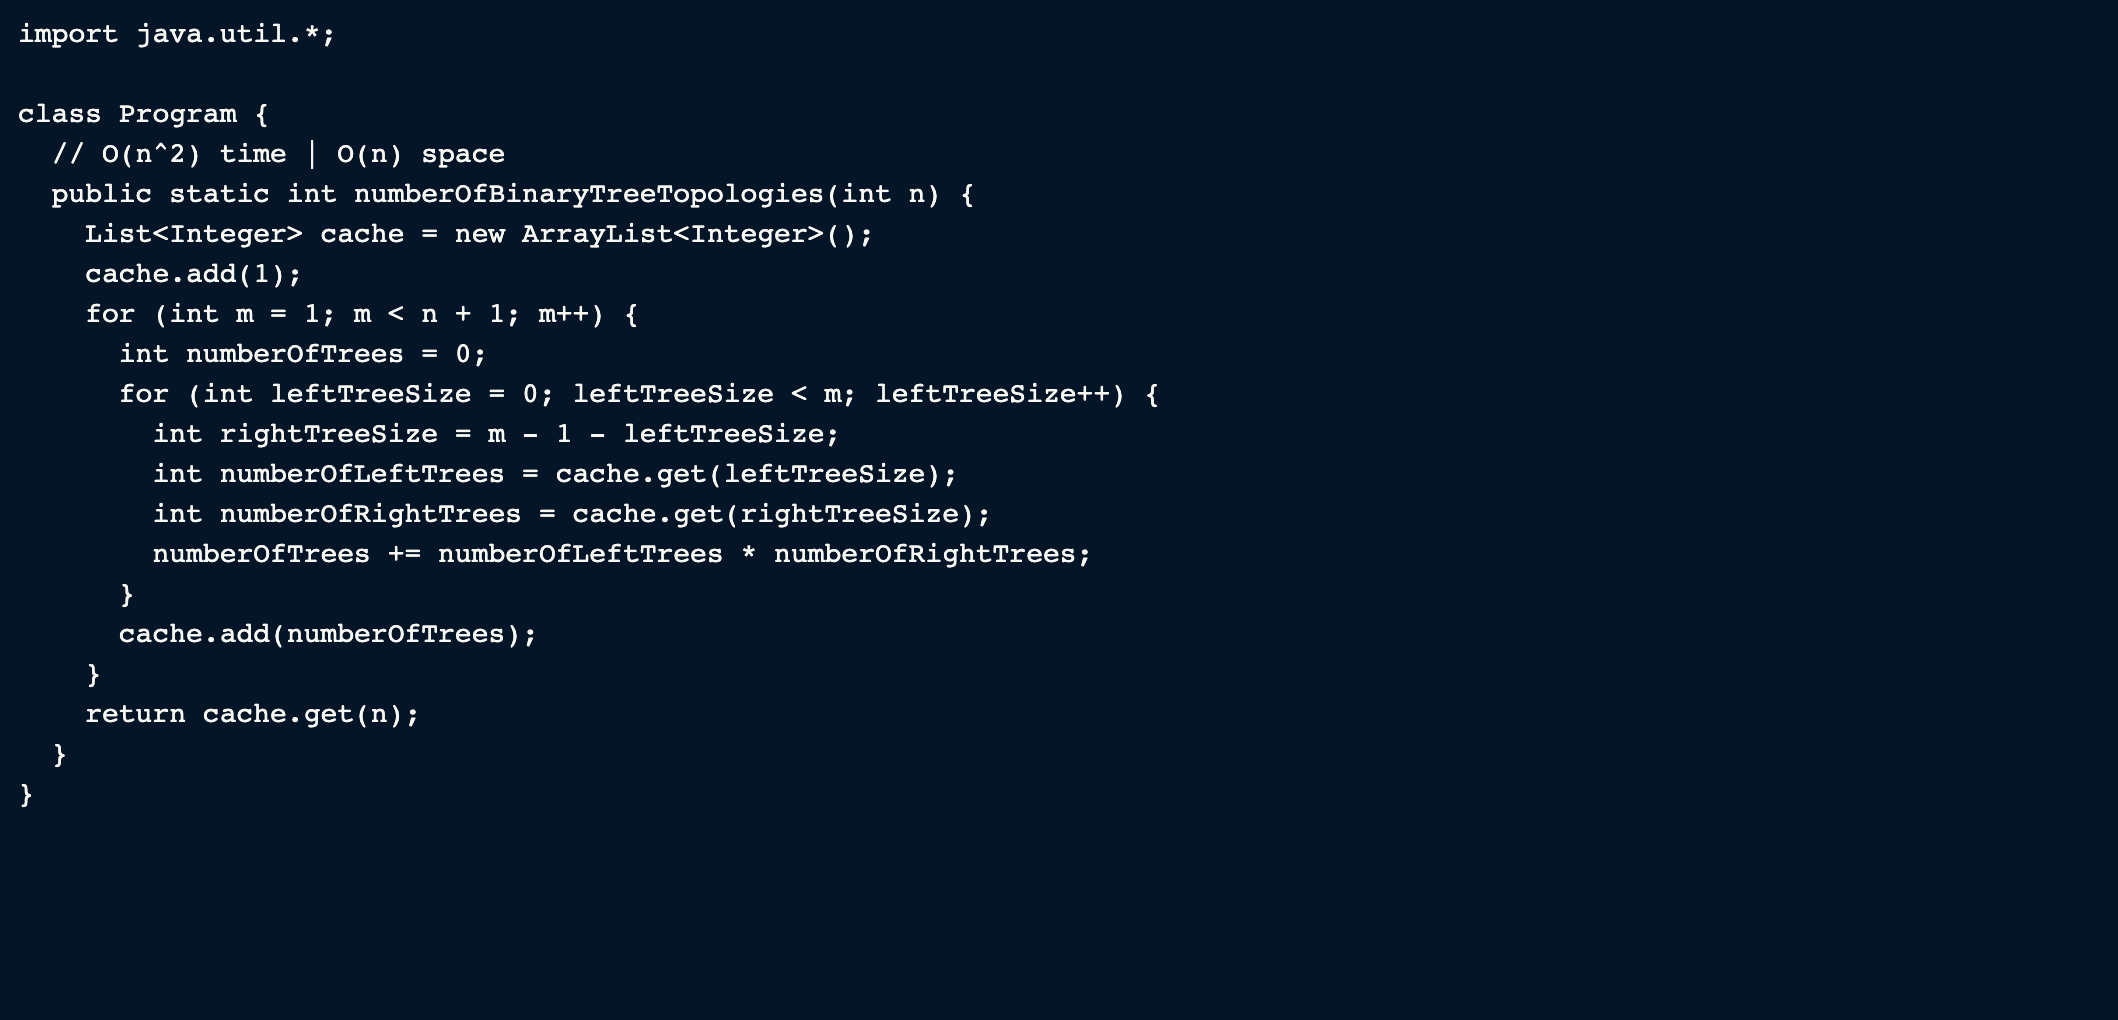 import java.util.*;

class Program {
  // O(n^2) time | O(n) space
  public static int numberOfBinaryTreeTopologies(int n) {
    List<Integer> cache = new ArrayList<Integer>();
    cache.add(1);
    for (int m = 1; m < n + 1; m++) {
      int numberOfTrees = 0;
      for (int leftTreeSize = 0; leftTreeSize < m; leftTreeSize++) {
        int rightTreeSize = m - 1 - leftTreeSize;
        int numberOfLeftTrees = cache.get(leftTreeSize);
        int numberOfRightTrees = cache.get(rightTreeSize);
        numberOfTrees += numberOfLeftTrees * numberOfRightTrees;
      }
      cache.add(numberOfTrees);
    }
    return cache.get(n);
  }
}